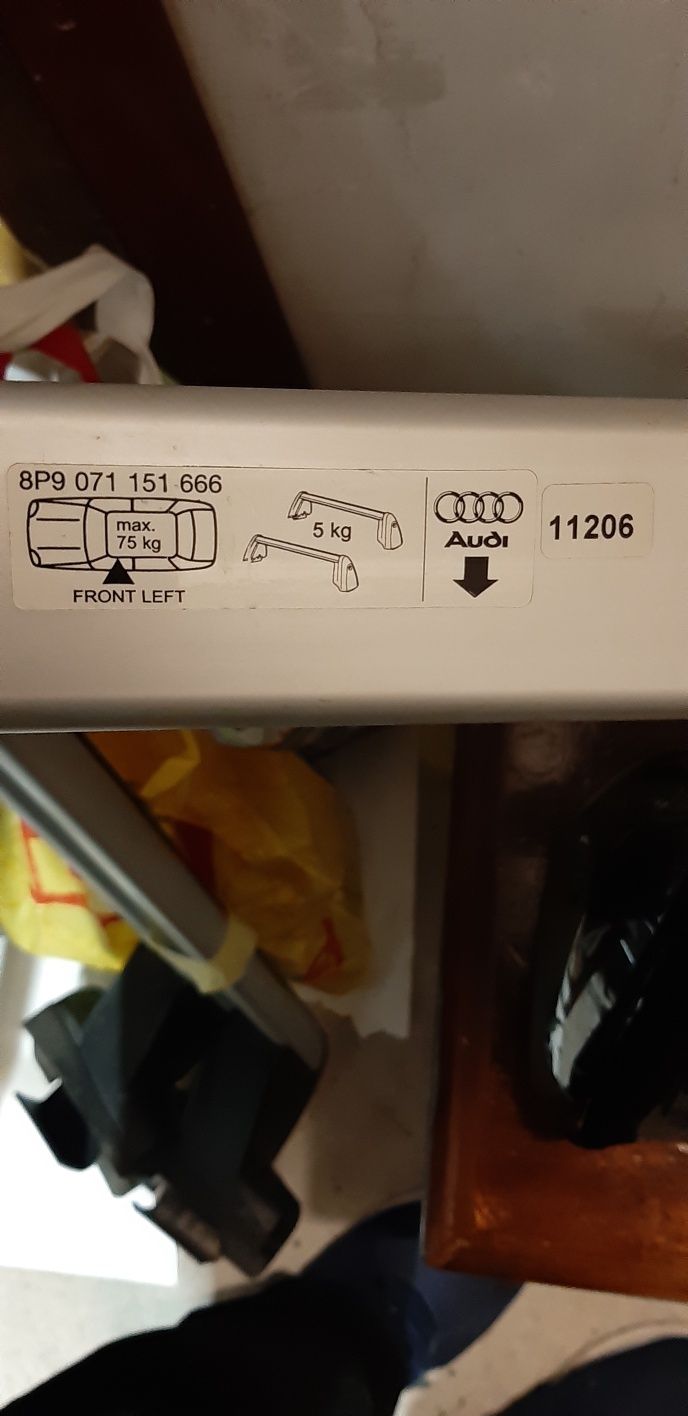 8P9 071 151 666
max.
75 kg
FRONT LEFT
5 kg
Audi
11206